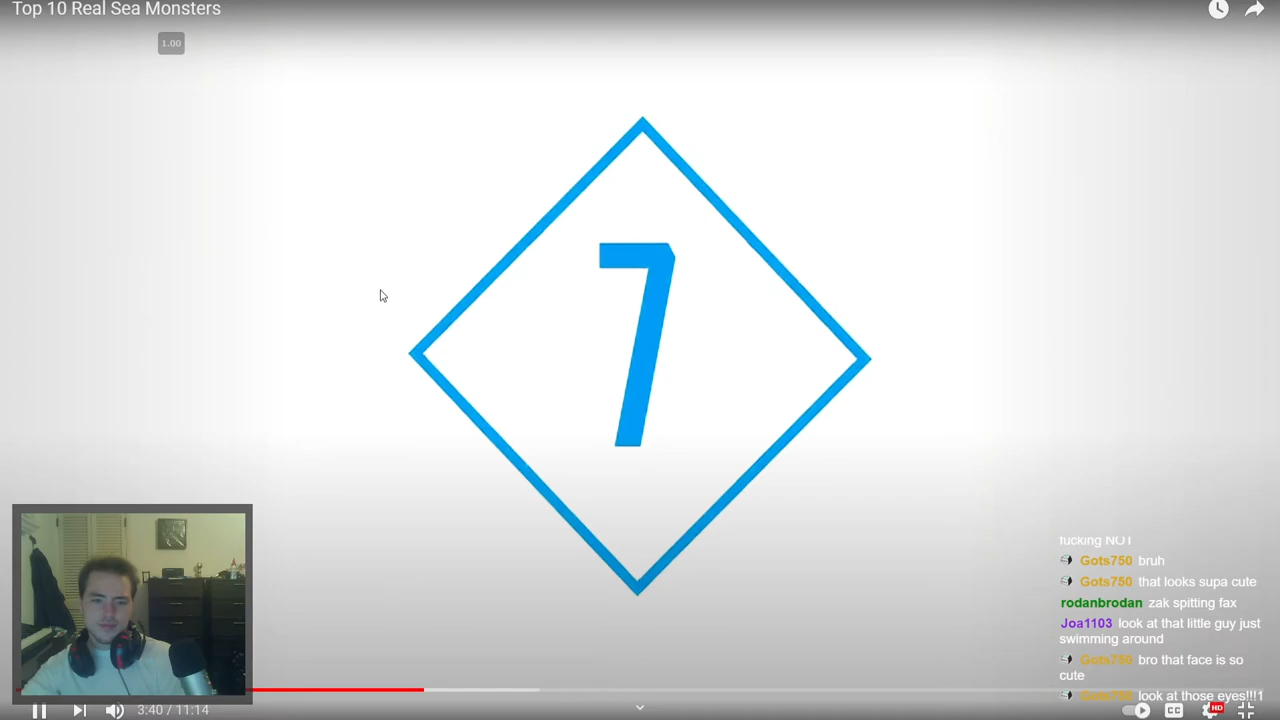 Top 10 Real Sea Monsters
1.00
7
fucking NOT
Gots750 bruh
Gots750 that looks supa cute
rodanbrodan zak spitting fax
Joa1103 look at that little guy just
swimming around
Gots750 bro that face is so
cute
Gots750 look at those eyes!!!1
3:40 / 11:14
CC
HD